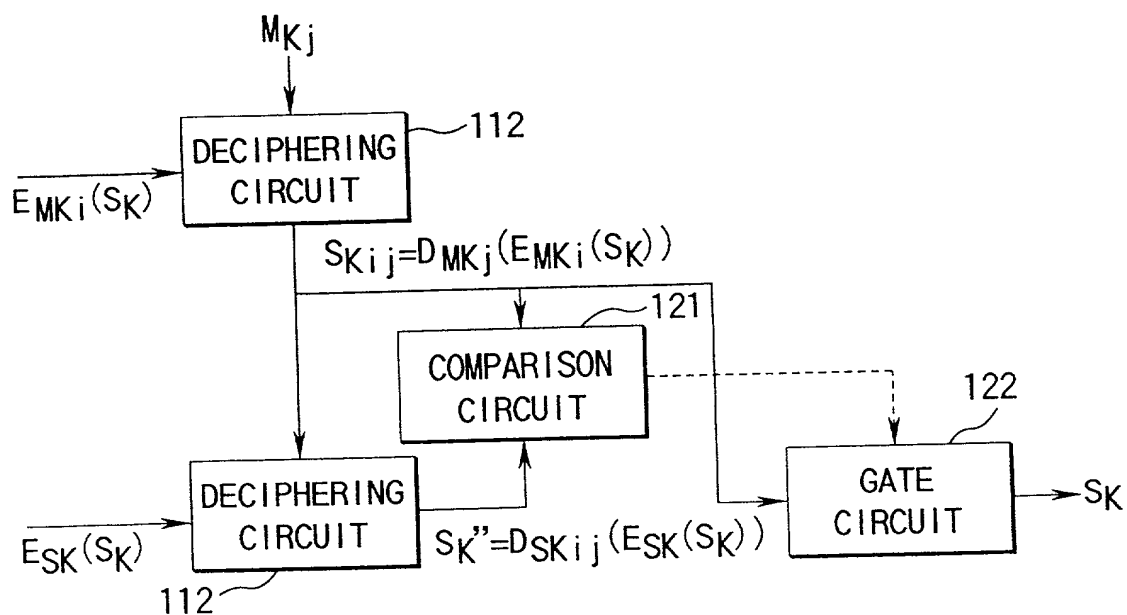 MKj
DECIPHERING
CIRCUIT
112
EMKi(SK)
SKij=DMKj(EMKi(SK))
121
COMPARISON
CIRCUIT
122
GATE
CIRCUIT
SK
DECIPHERING
CIRCUIT
ESK(SK)
SK"=DSKij(ESK(SK))
112